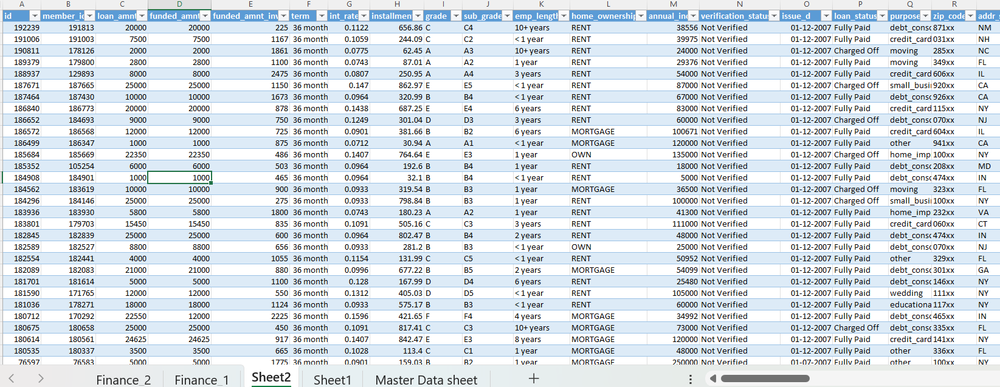 A B C D E F G H I J K L M N O P Q R
id member_id loan_amnt funded_amnt funded_amnt_inv term int_rate installment grade sub_grade emp_length home_ownership annual_inc verification_status issue_d loan_status purpose zip_code addr_s
192239 191813 20000 20000 225 36 month 0.1122 656.86 C C4 10+ years RENT 38556 Not Verified 01-12-2007 Fully Paid debt_conso 871xx NM
191006 191003 7500 7500 1167 36 month 0.1059 244.09 C C2 < 1 year RENT 39975 Not Verified 01-12-2007 Fully Paid credit_card 031xx NH
190811 178126 2000 2000 1861 36 month 0.0775 62.45 A A3 10+ years RENT 24000 Not Verified 01-12-2007 Charged Off moving 285xx NC
189379 179800 2800 2800 1100 36 month 0.0743 87.01 A A2 1 year RENT 29376 Not Verified 01-12-2007 Fully Paid moving 349xx FL
188937 129893 8000 8000 2475 36 month 0.0807 250.95 A A4 3 years RENT 54000 Not Verified 01-12-2007 Fully Paid credit_card 606xx IL
187671 187665 25000 25000 1150 36 month 0.147 862.97 E E5 < 1 year RENT 87000 Not Verified 01-12-2007 Charged Off small_busi 920xx CA
187464 187430 10000 10000 1673 36 month 0.0964 320.99 B B4 < 1 year RENT 67000 Not Verified 01-12-2007 Fully Paid debt_conso 926xx CA
186840 186773 20000 20000 878 36 month 0.1438 687.25 E E4 6 years RENT 83000 Not Verified 01-12-2007 Fully Paid credit_card 115xx NY
186652 184693 9000 9000 750 36 month 0.1249 301.04 D D3 3 years RENT 60000 Not Verified 01-12-2007 Charged Off debt_conso 070xx NJ
186572 186568 12000 12000 725 36 month 0.0901 381.66 B B2 6 years MORTGAGE 100671 Not Verified 01-12-2007 Fully Paid credit_card 604xx IL
186499 186347 1000 1000 875 36 month 0.0712 30.94 A A1 < 1 year MORTGAGE 120000 Not Verified 01-12-2007 Fully Paid other 941xx CA
185684 185669 22350 22350 486 36 month 0.1407 764.64 E E3 1 year OWN 135000 Not Verified 01-12-2007 Charged Off home_imp 100xx NY
185352 105254 6000 6000 503 36 month 0.0964 192.6 B B4 1 year RENT 18000 Not Verified 01-12-2007 Fully Paid debt_conso 208xx MD
184908 184901 1000 1000 465 36 month 0.0964 32.1 B B4 < 1 year RENT 5000 Not Verified 01-12-2007 Fully Paid debt_conso 474xx IN
184562 183619 10000 10000 900 36 month 0.0933 319.54 B B3 1 year MORTGAGE 36500 Not Verified 01-12-2007 Charged Off moving 323xx FL
184296 184146 25000 25000 275 36 month 0.0933 798.84 B B3 1 year RENT 100000 Not Verified 01-12-2007 Charged Off small_busi 100xx NY
183936 183930 5800 5800 1800 36 month 0.0743 180.23 A A2 1 year RENT 41300 Not Verified 01-12-2007 Fully Paid home_imp 232xx VA
183801 179703 15450 15450 835 36 month 0.1091 505.16 C C3 3 years RENT 111000 Not Verified 01-12-2007 Fully Paid credit_card 060xx CT
182845 182839 25000 25000 600 36 month 0.0964 802.47 B B4 2 years RENT 48000 Not Verified 01-12-2007 Fully Paid debt_conso 474xx IN
182589 182527 8800 8800 656 36 month 0.0933 281.2 B B3 < 1 year OWN 25000 Not Verified 01-12-2007 Fully Paid debt_conso 070xx NJ
182554 182441 4000 4000 1055 36 month 0.1154 131.99 C C5 < 1 year RENT 50952 Not Verified 01-12-2007 Fully Paid other 329xx FL
182089 182083 21000 21000 880 36 month 0.0996 677.22 B B5 2 years MORTGAGE 54099 Not Verified 01-12-2007 Fully Paid debt_conso 301xx GA
181701 181614 5000 5000 1100 36 month 0.128 167.99 D D4 6 years RENT 25480 Not Verified 01-12-2007 Fully Paid debt_conso 146xx NY
181590 171765 12000 12000 550 36 month 0.1312 405.03 D D5 < 1 year RENT 105000 Not Verified 01-12-2007 Fully Paid wedding 111xx NY
181036 178271 18000 18000 1124 36 month 0.0933 575.17 B B3 < 1 year RENT 60000 Not Verified 01-12-2007 Fully Paid educationa 117xx NY
180712 170292 22550 12000 2225 36 month 0.1596 421.65 F F4 4 years MORTGAGE 34992 Not Verified 01-12-2007 Fully Paid debt_conso 465xx IN
180675 180658 25000 25000 450 36 month 0.1091 817.41 C C3 10+ years MORTGAGE 73000 Not Verified 01-12-2007 Charged Off debt_conso 335xx FL
180614 180561 24625 24625 917 36 month 0.1407 842.47 E E3 8 years MORTGAGE 120000 Not Verified 01-12-2007 Fully Paid credit_card 141xx NY
180535 180337 3500 3500 665 36 month 0.1028 113.4 C C1 1 year MORTGAGE 48000 Not Verified 01-12-2007 Fully Paid other 336xx FL
76597 76583 5000 5000 1775 36 month 0.0901 159.03 B B2 1 year MORTGAGE 250000 Not Verified 01-07-2007 Fully Paid other 100xx NY
Finance_2 Finance_1 Sheet2 Sheet1 Master Data sheet